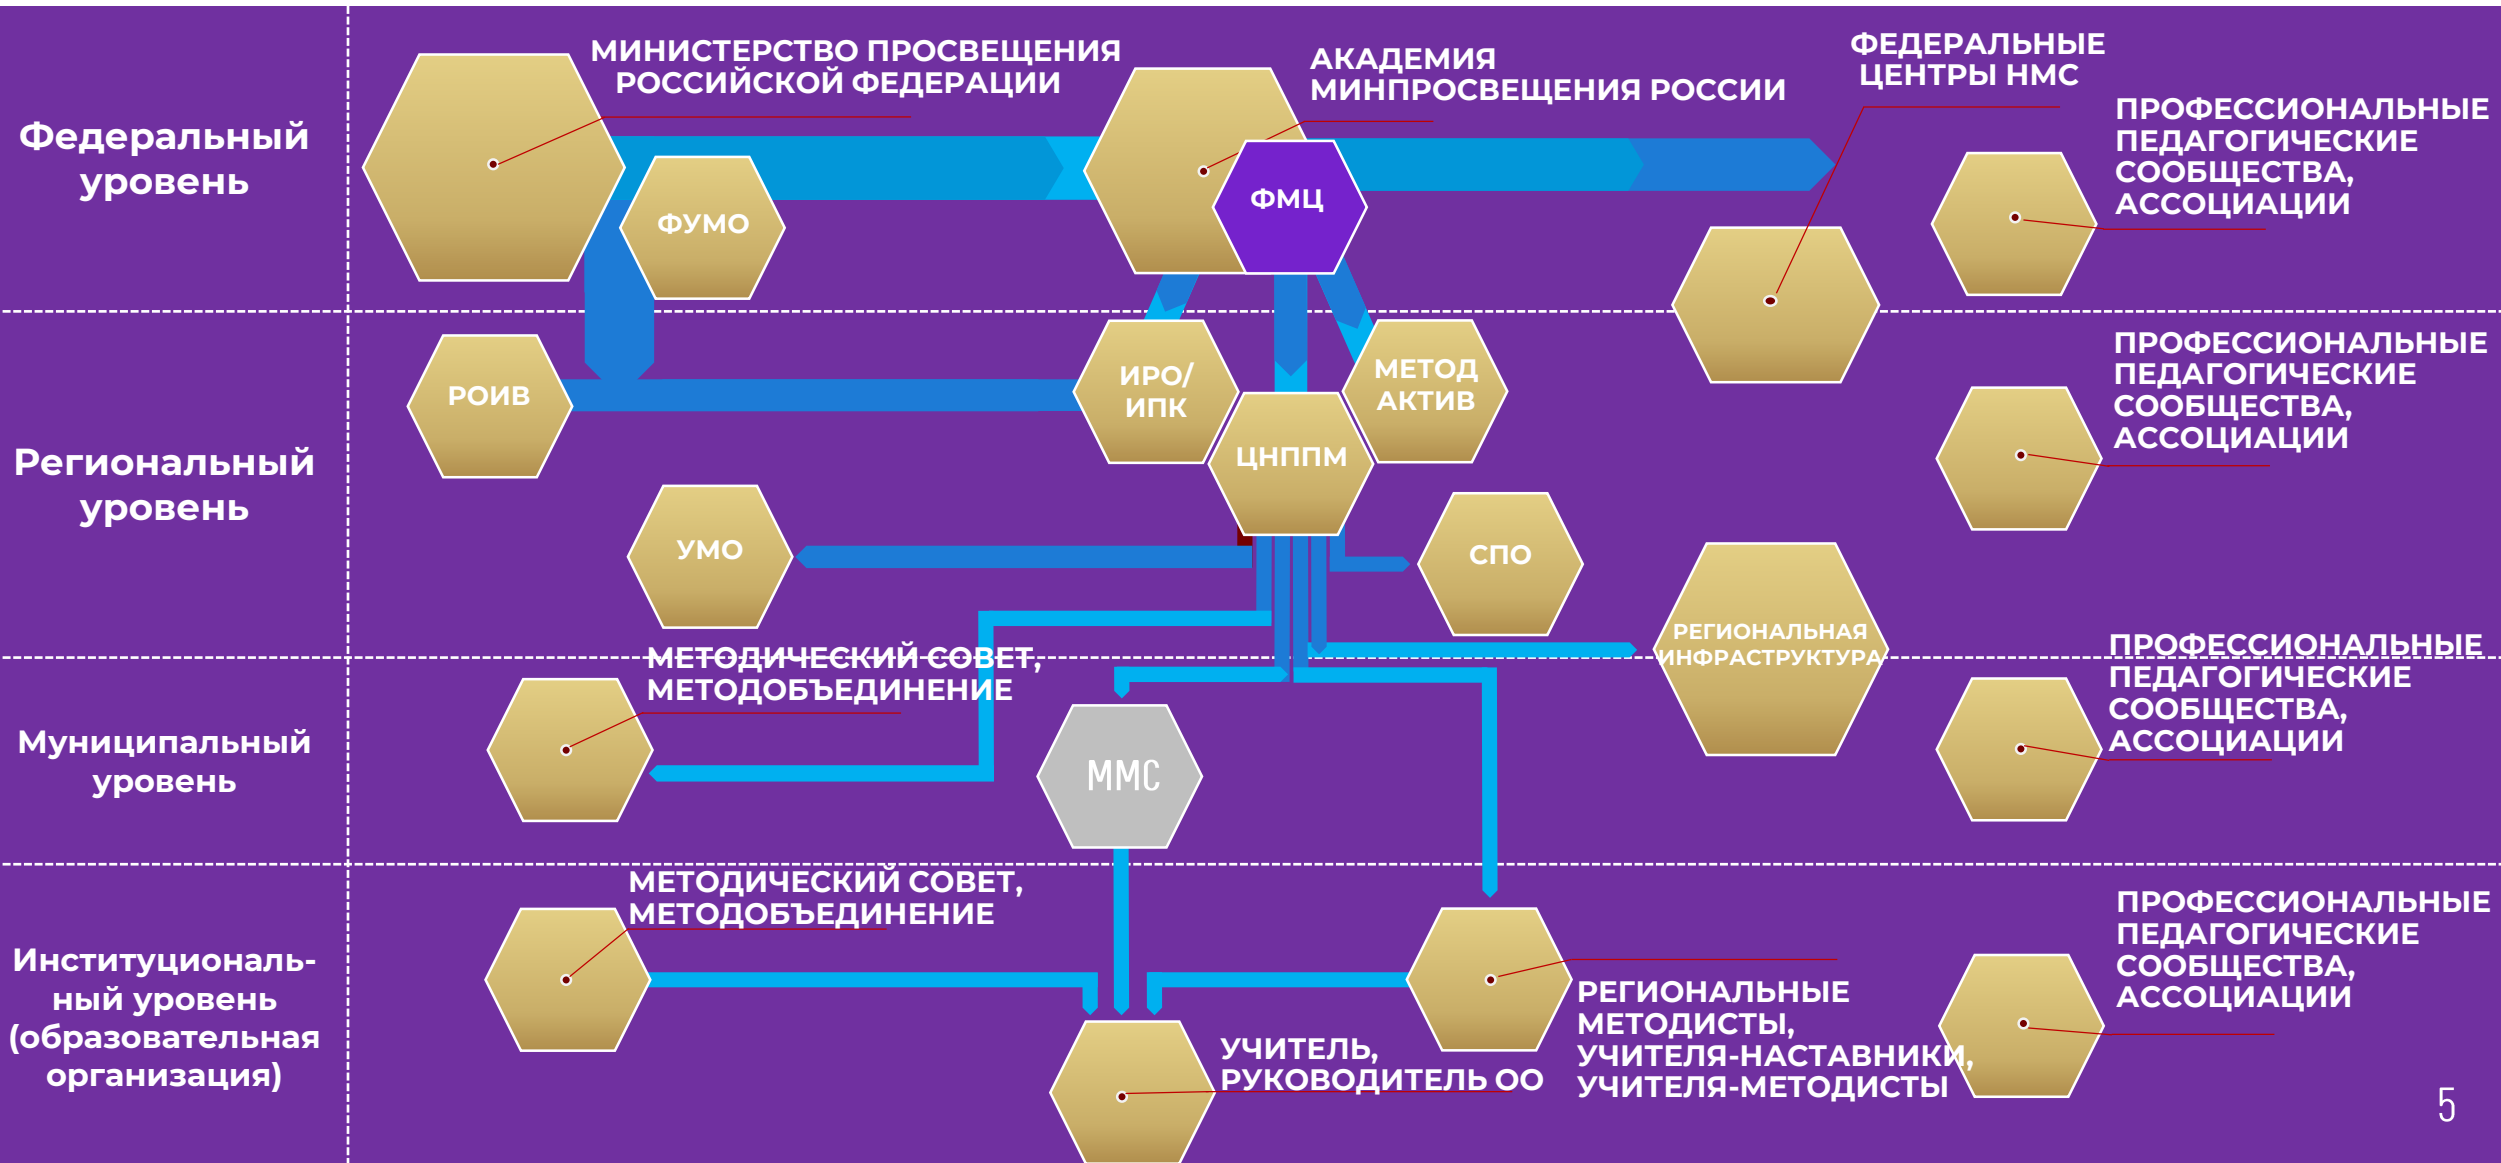 Федеральный
уровень
МИНИСТЕРСТВО ПРОСВЕЩЕНИЯ
РОССИЙСКОЙ ФЕДЕРАЦИИ
ФУМО
АКАДЕМИЯ
МИНПРОСВЕЩЕНИЯ РОССИИ
ФМЦ
ФЕДЕРАЛЬНЫЕ
ЦЕНТРЫ НМС
ПРОФЕССИОНАЛЬНЫЕ
ПЕДАГОГИЧЕСКИЕ
СООБЩЕСТВА,
АССОЦИАЦИИ
Региональный
уровень
РОИВ
ИРО/
ИПК
МЕТОД
АКТИВ
ЦНППМ
УМО
СПО
РЕГИОНАЛЬНАЯ
ИНФРАСТРУКТУРА
ПРОФЕССИОНАЛЬНЫЕ
ПЕДАГОГИЧЕСКИЕ
СООБЩЕСТВА,
АССОЦИАЦИИ
Муниципальный
уровень
МЕТОДИЧЕСКИЙ СОВЕТ,
МЕТОДОБЪЕДИНЕНИЕ
ММС
ПРОФЕССИОНАЛЬНЫЕ
ПЕДАГОГИЧЕСКИЕ
СООБЩЕСТВА,
АССОЦИАЦИИ
Институциональ-
ный уровень
(образовательная
организация)
МЕТОДИЧЕСКИЙ СОВЕТ,
МЕТОДОБЪЕДИНЕНИЕ
УЧИТЕЛЬ,
РУКОВОДИТЕЛЬ ОО
РЕГИОНАЛЬНЫЕ
МЕТОДИСТЫ,
УЧИТЕЛЯ-НАСТАВНИКИ,
УЧИТЕЛЯ-МЕТОДИСТЫ
ПРОФЕССИОНАЛЬНЫЕ
ПЕДАГОГИЧЕСКИЕ
СООБЩЕСТВА,
АССОЦИАЦИИ
5